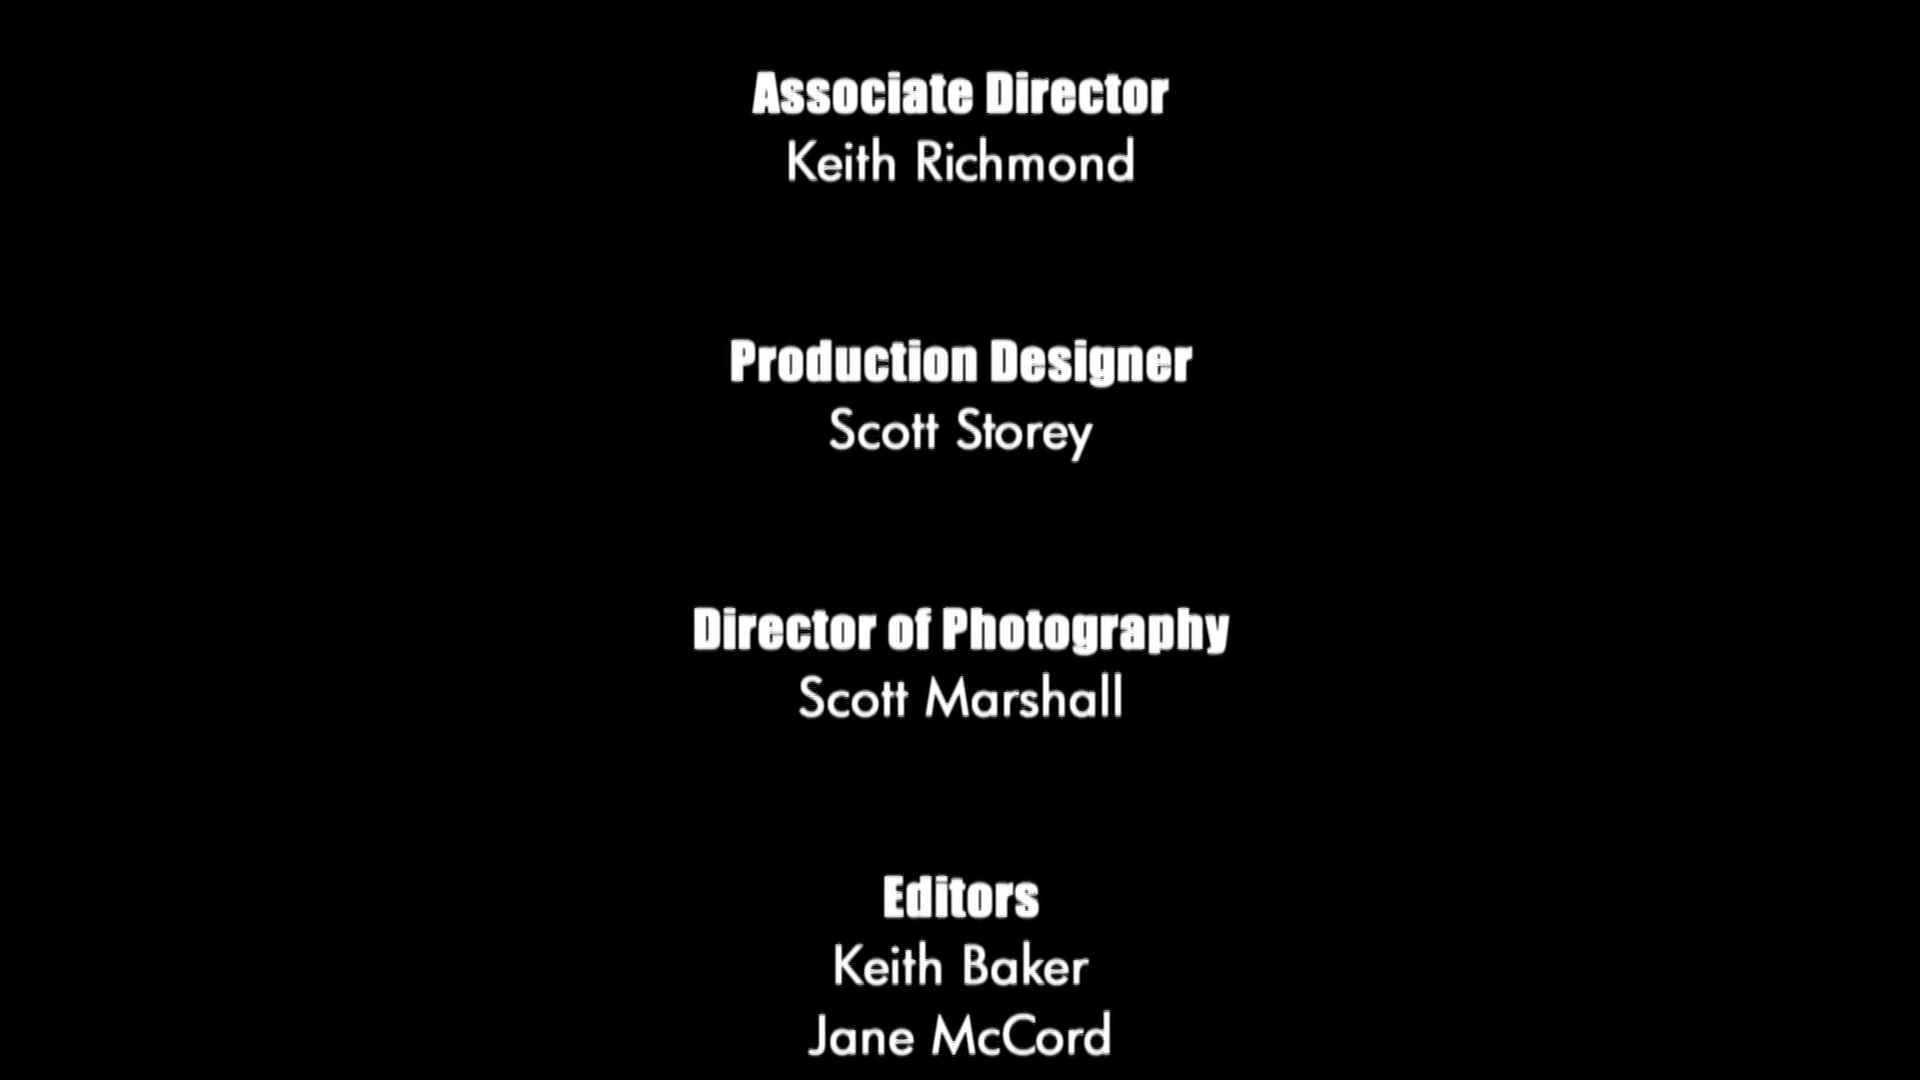 Associate Director
Keith Richmond
Production Designer
Scott Storey
Director of Photography
Scott Marshall
Editors
Keith Baker
Jane McCord